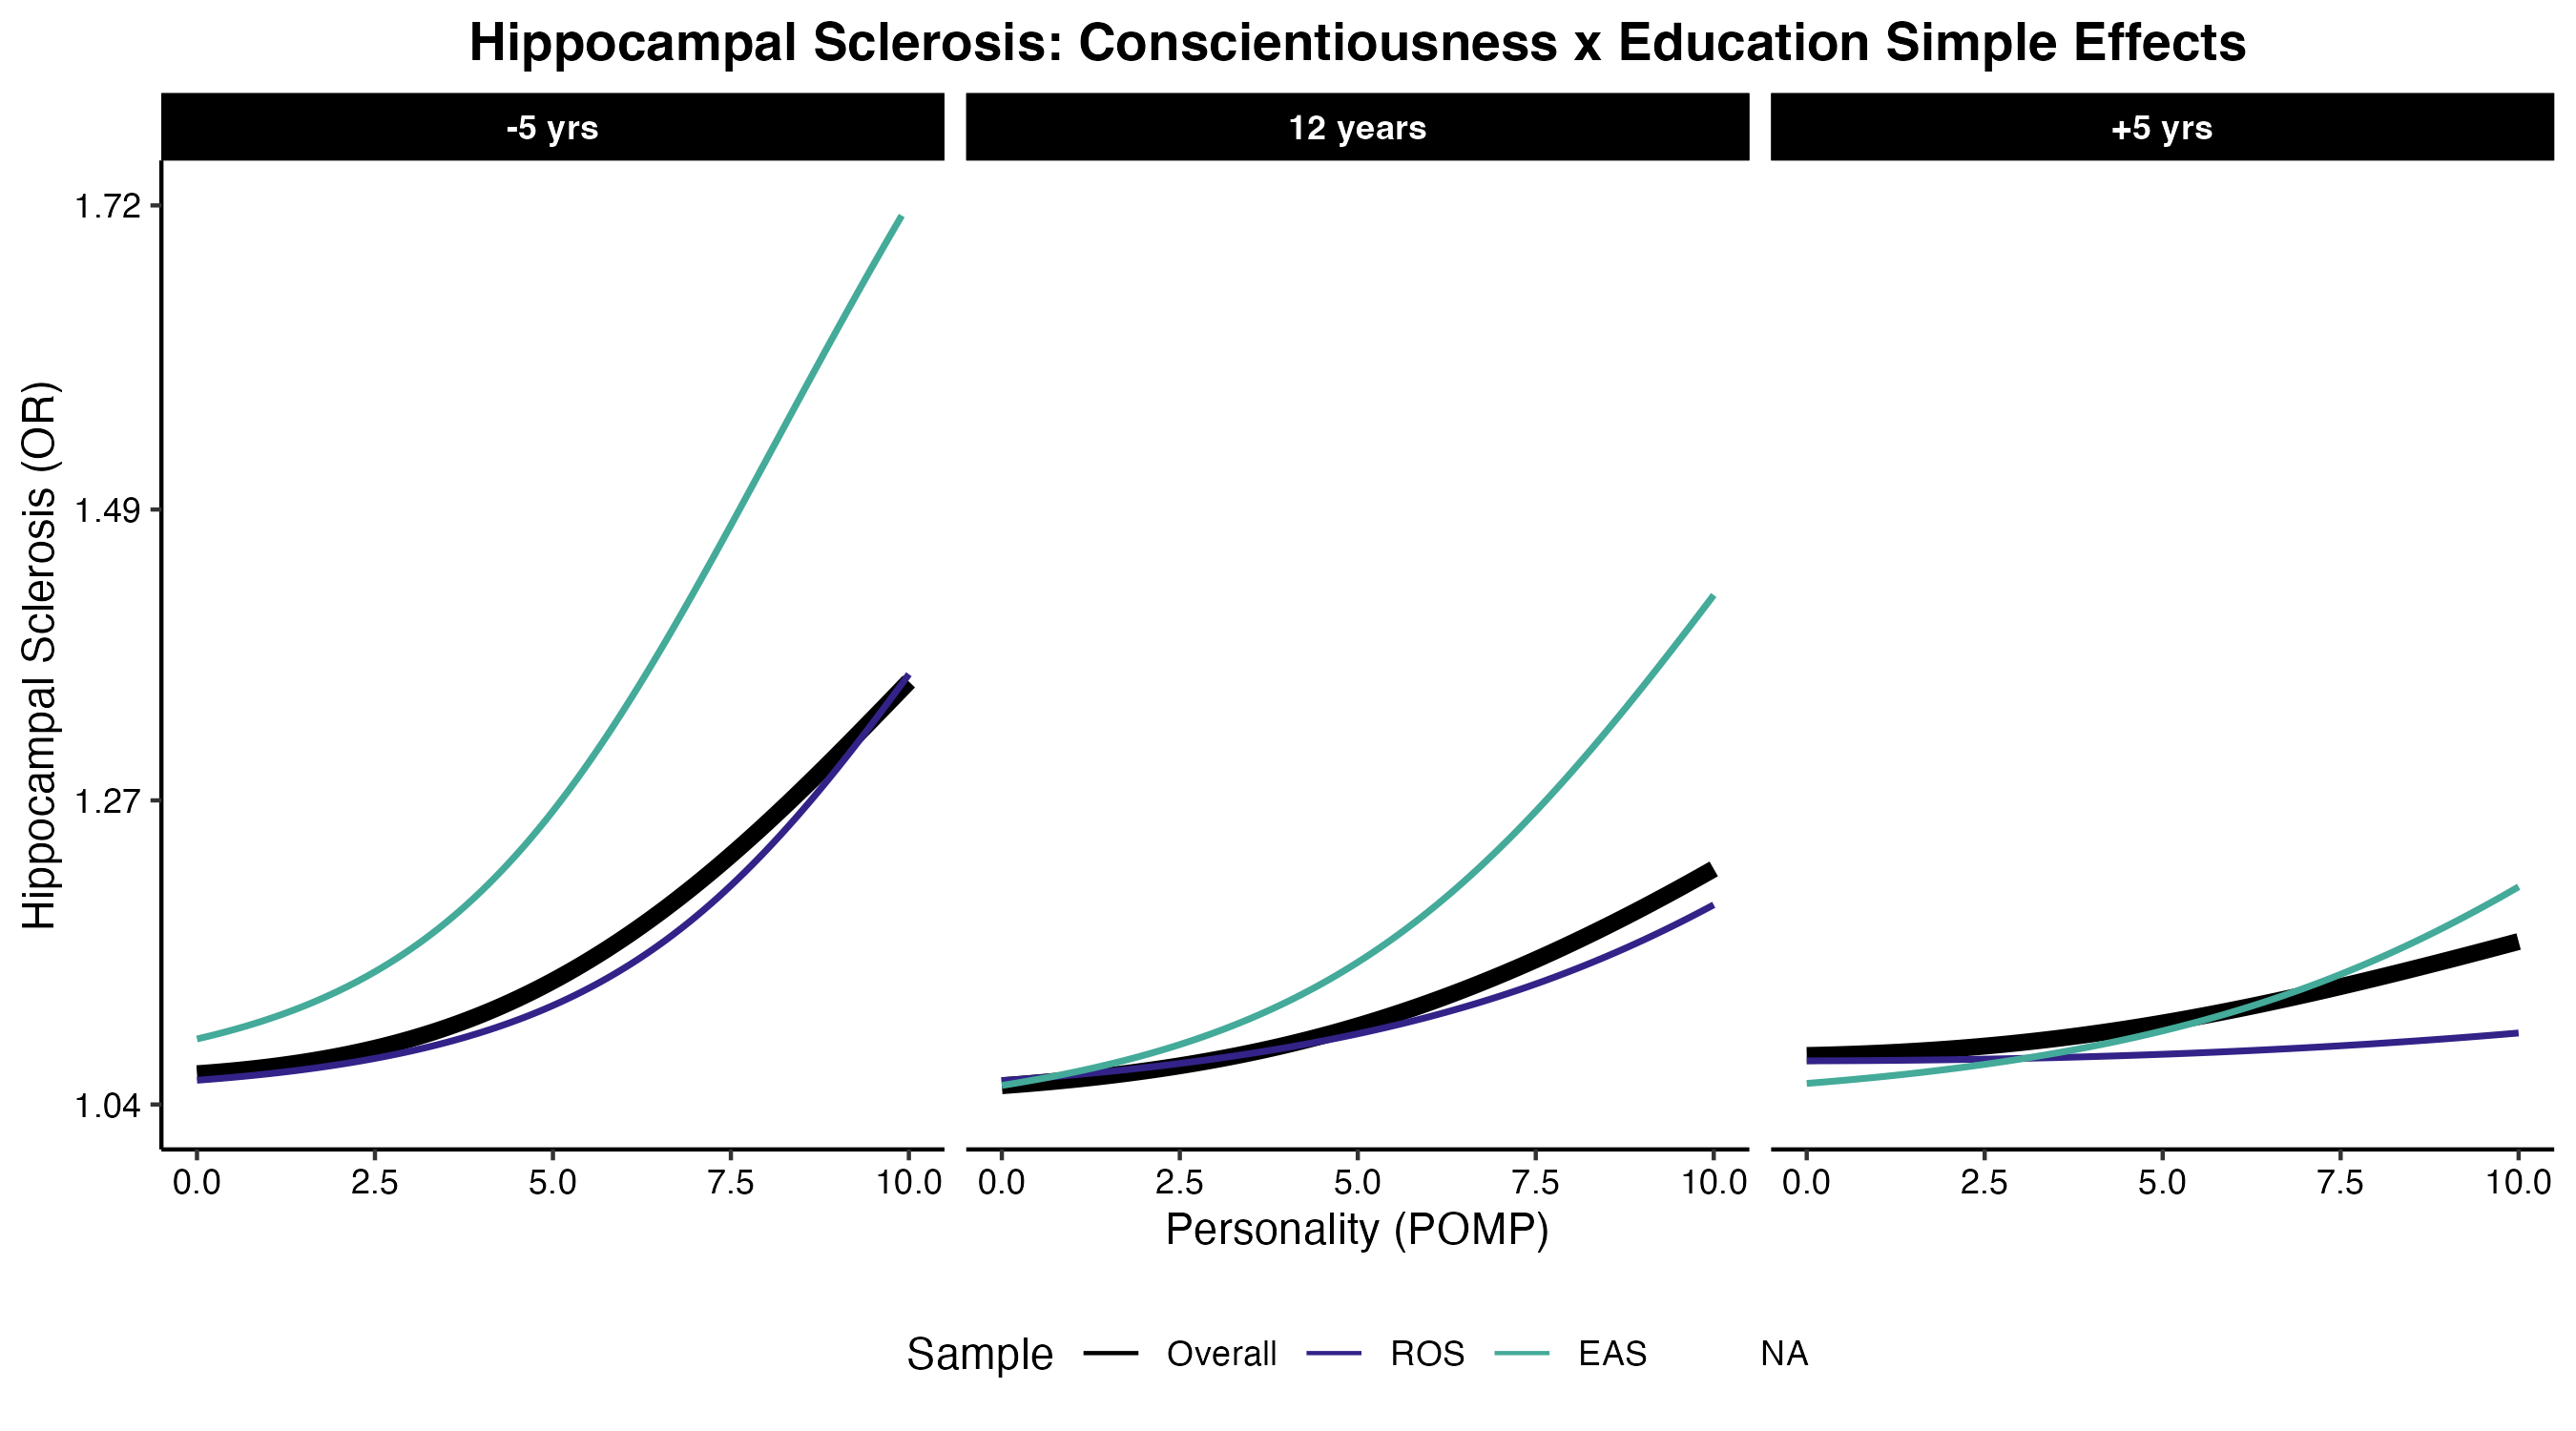 Hippocampal Sclerosis: Conscientiousness x Education Simple Effects
-5 yrs 12 years +5 yrs
Hippocampal Sclerosis (OR)
1.72
1.49
1.27
1.04
0.0 2.5 5.0 7.5 10.0 0.0 2.5 5.0 7.5 10.0 0.0 2.5 5.0 7.5 10.0
Personality (POMP)
Sample Overall ROS EAS NA